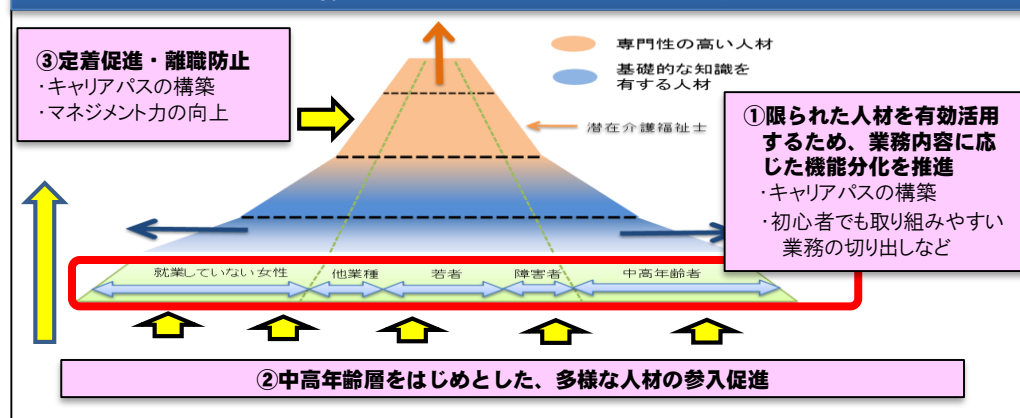 ③定着促進・離職防止
・キャリアパスの構築
・マネジメント力の向上
専門性の高い人材
基礎的な知識を
有する人材
潜在介護福祉士
①限られた人材を有効活用
するため、業務内容に応
じた機能分化を推進
・キャリアパスの構築
・初心者でも取り組みやすい
業務の切り出しなど
就業していない女性
他業種
若者
障害者
中高年齢者
②中高年齢層をはじめとした、多様な人材の参入促進